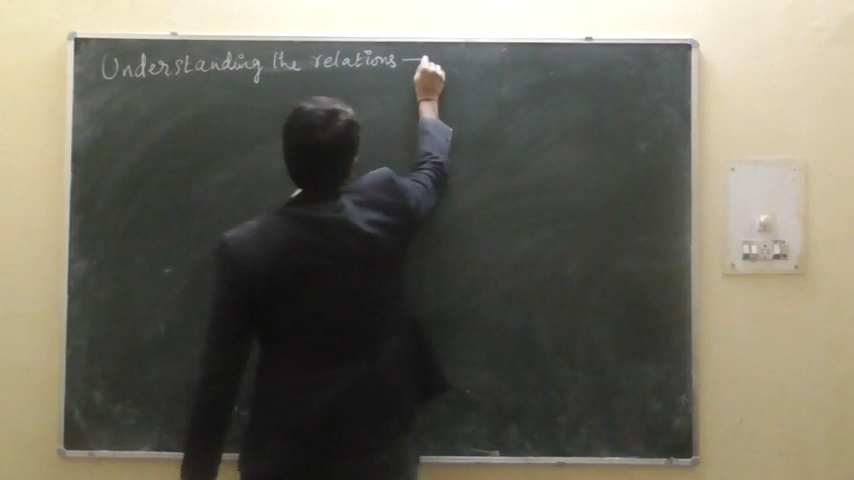 Understanding the relations —